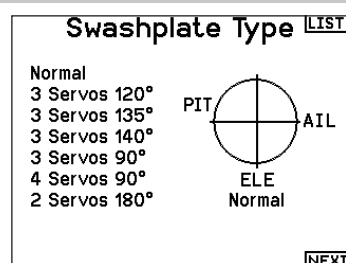 Swashplate Type
LIST
Normal
3 Servos 120°
3 Servos 135°
3 Servos 140°
3 Servos 90°
4 Servos 90°
2 Servos 180°
PIT
AIL
ELE
Normal
NEXT